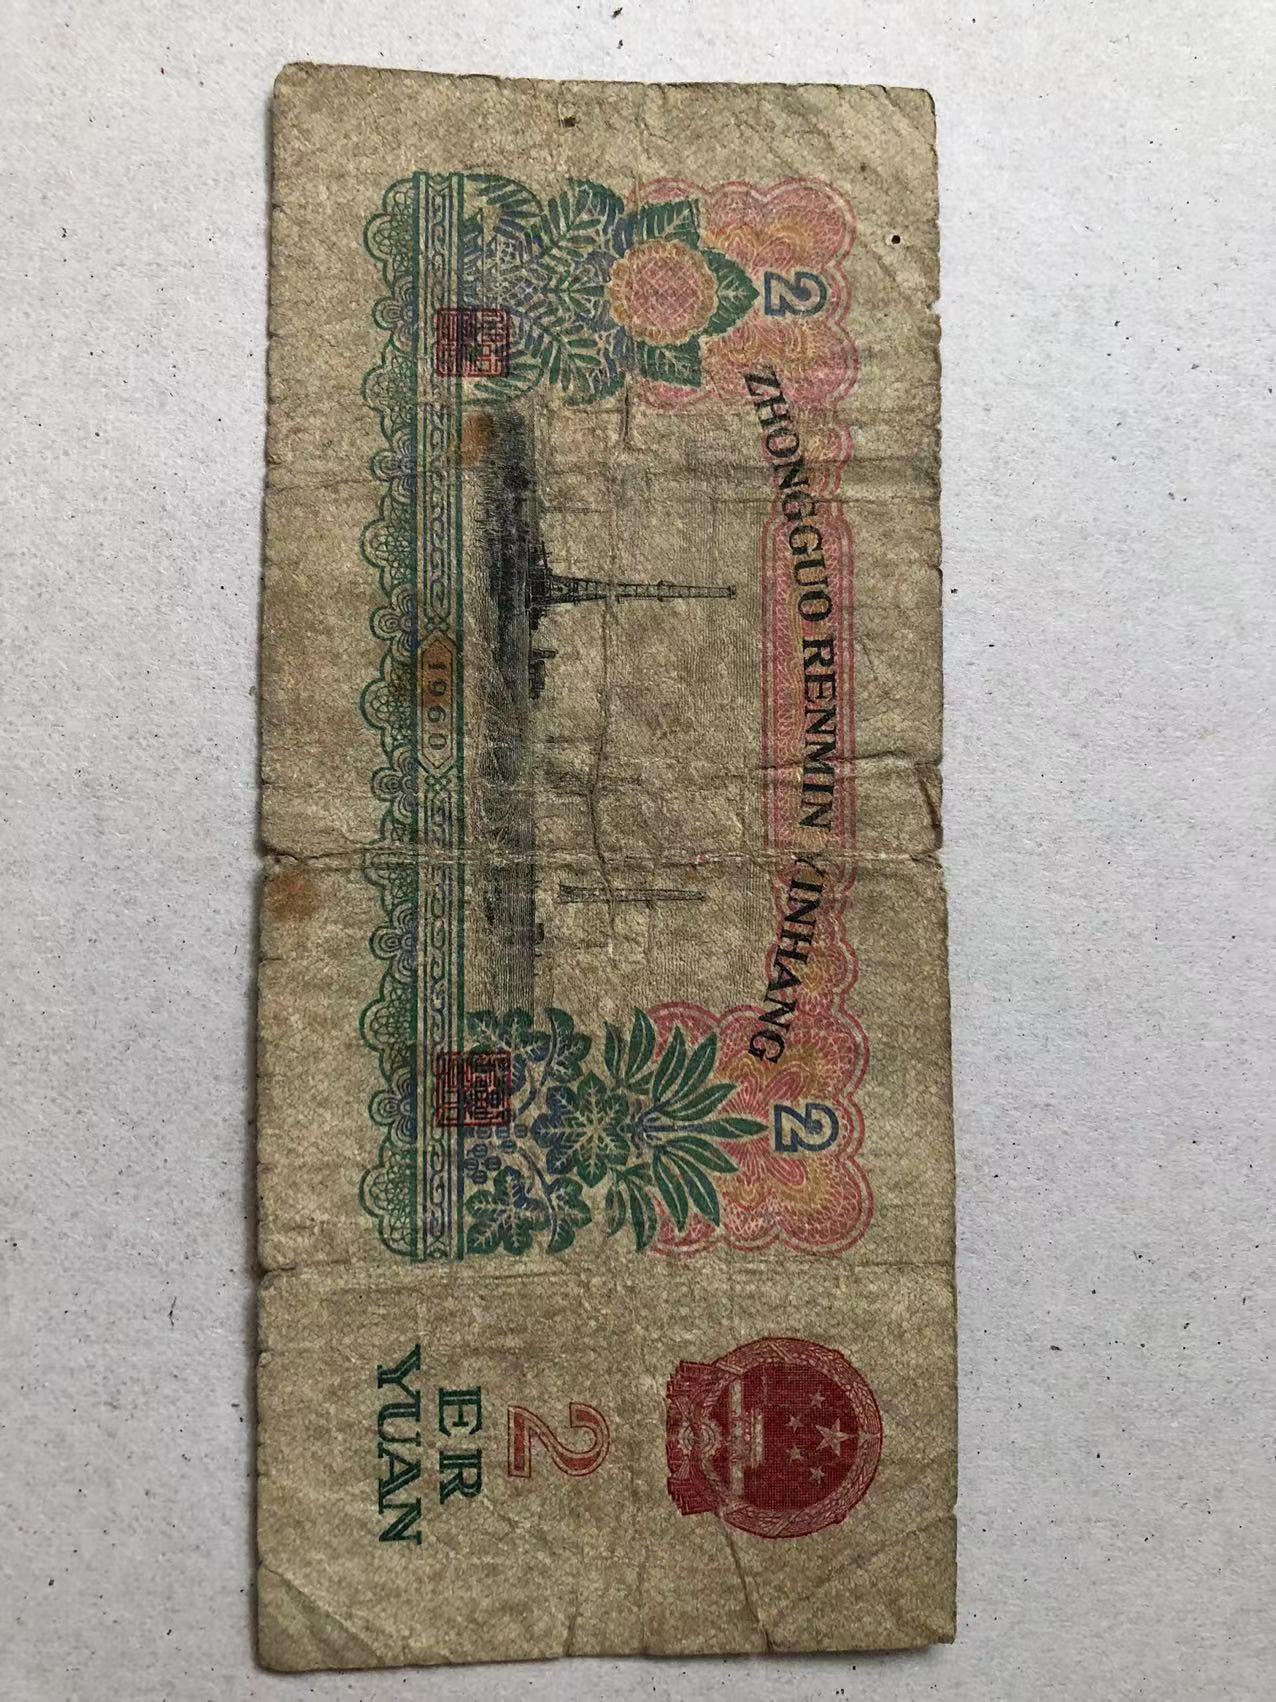 ZHONGGUO RENMIN YINHANG
2
2
1960
2
ER
YUAN